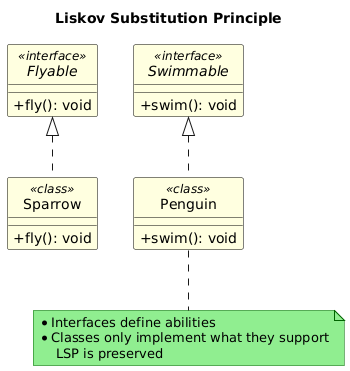 Liskov Substitution Principle
«interface»
Flyable
+fly(): void
«interface»
Swimmable
+swim(): void
«class»
Sparrow
+fly(): void
«class»
Penguin
+swim(): void
• Interfaces define abilities
• Classes only implement what they support
LSP is preserved